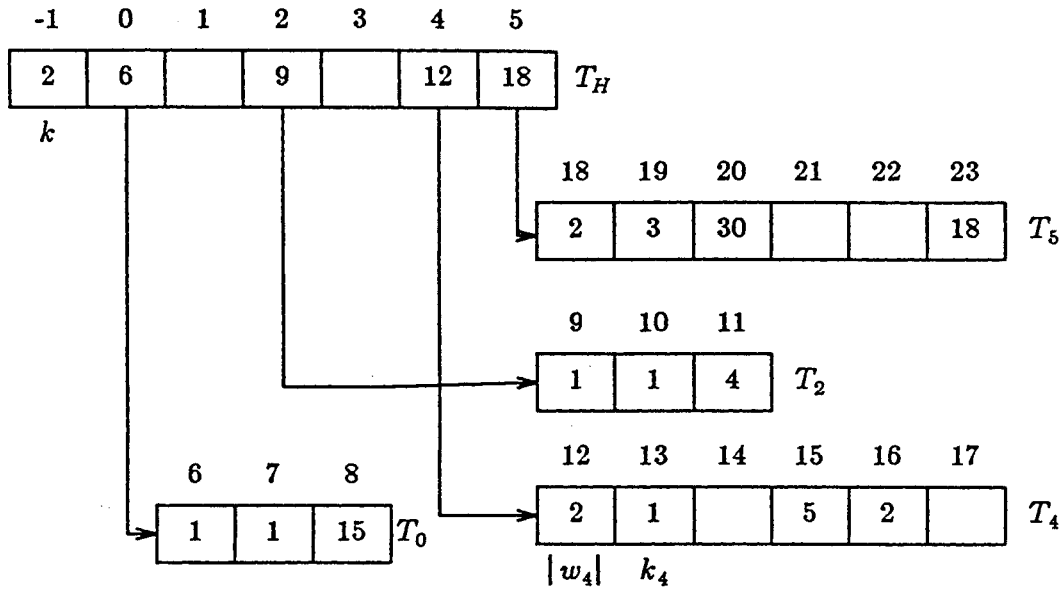 -1 0 1 2 3 4 5
2 6 9 12 18 T_H
k
18 19 20 21 22 23
2 3 30 18 T_5
9 10 11
1 1 4 T_2
12 13 14 15 16 17
6 7 8
2 1 5 2 T_4
1 1 15 T_0
|w_4| k_4